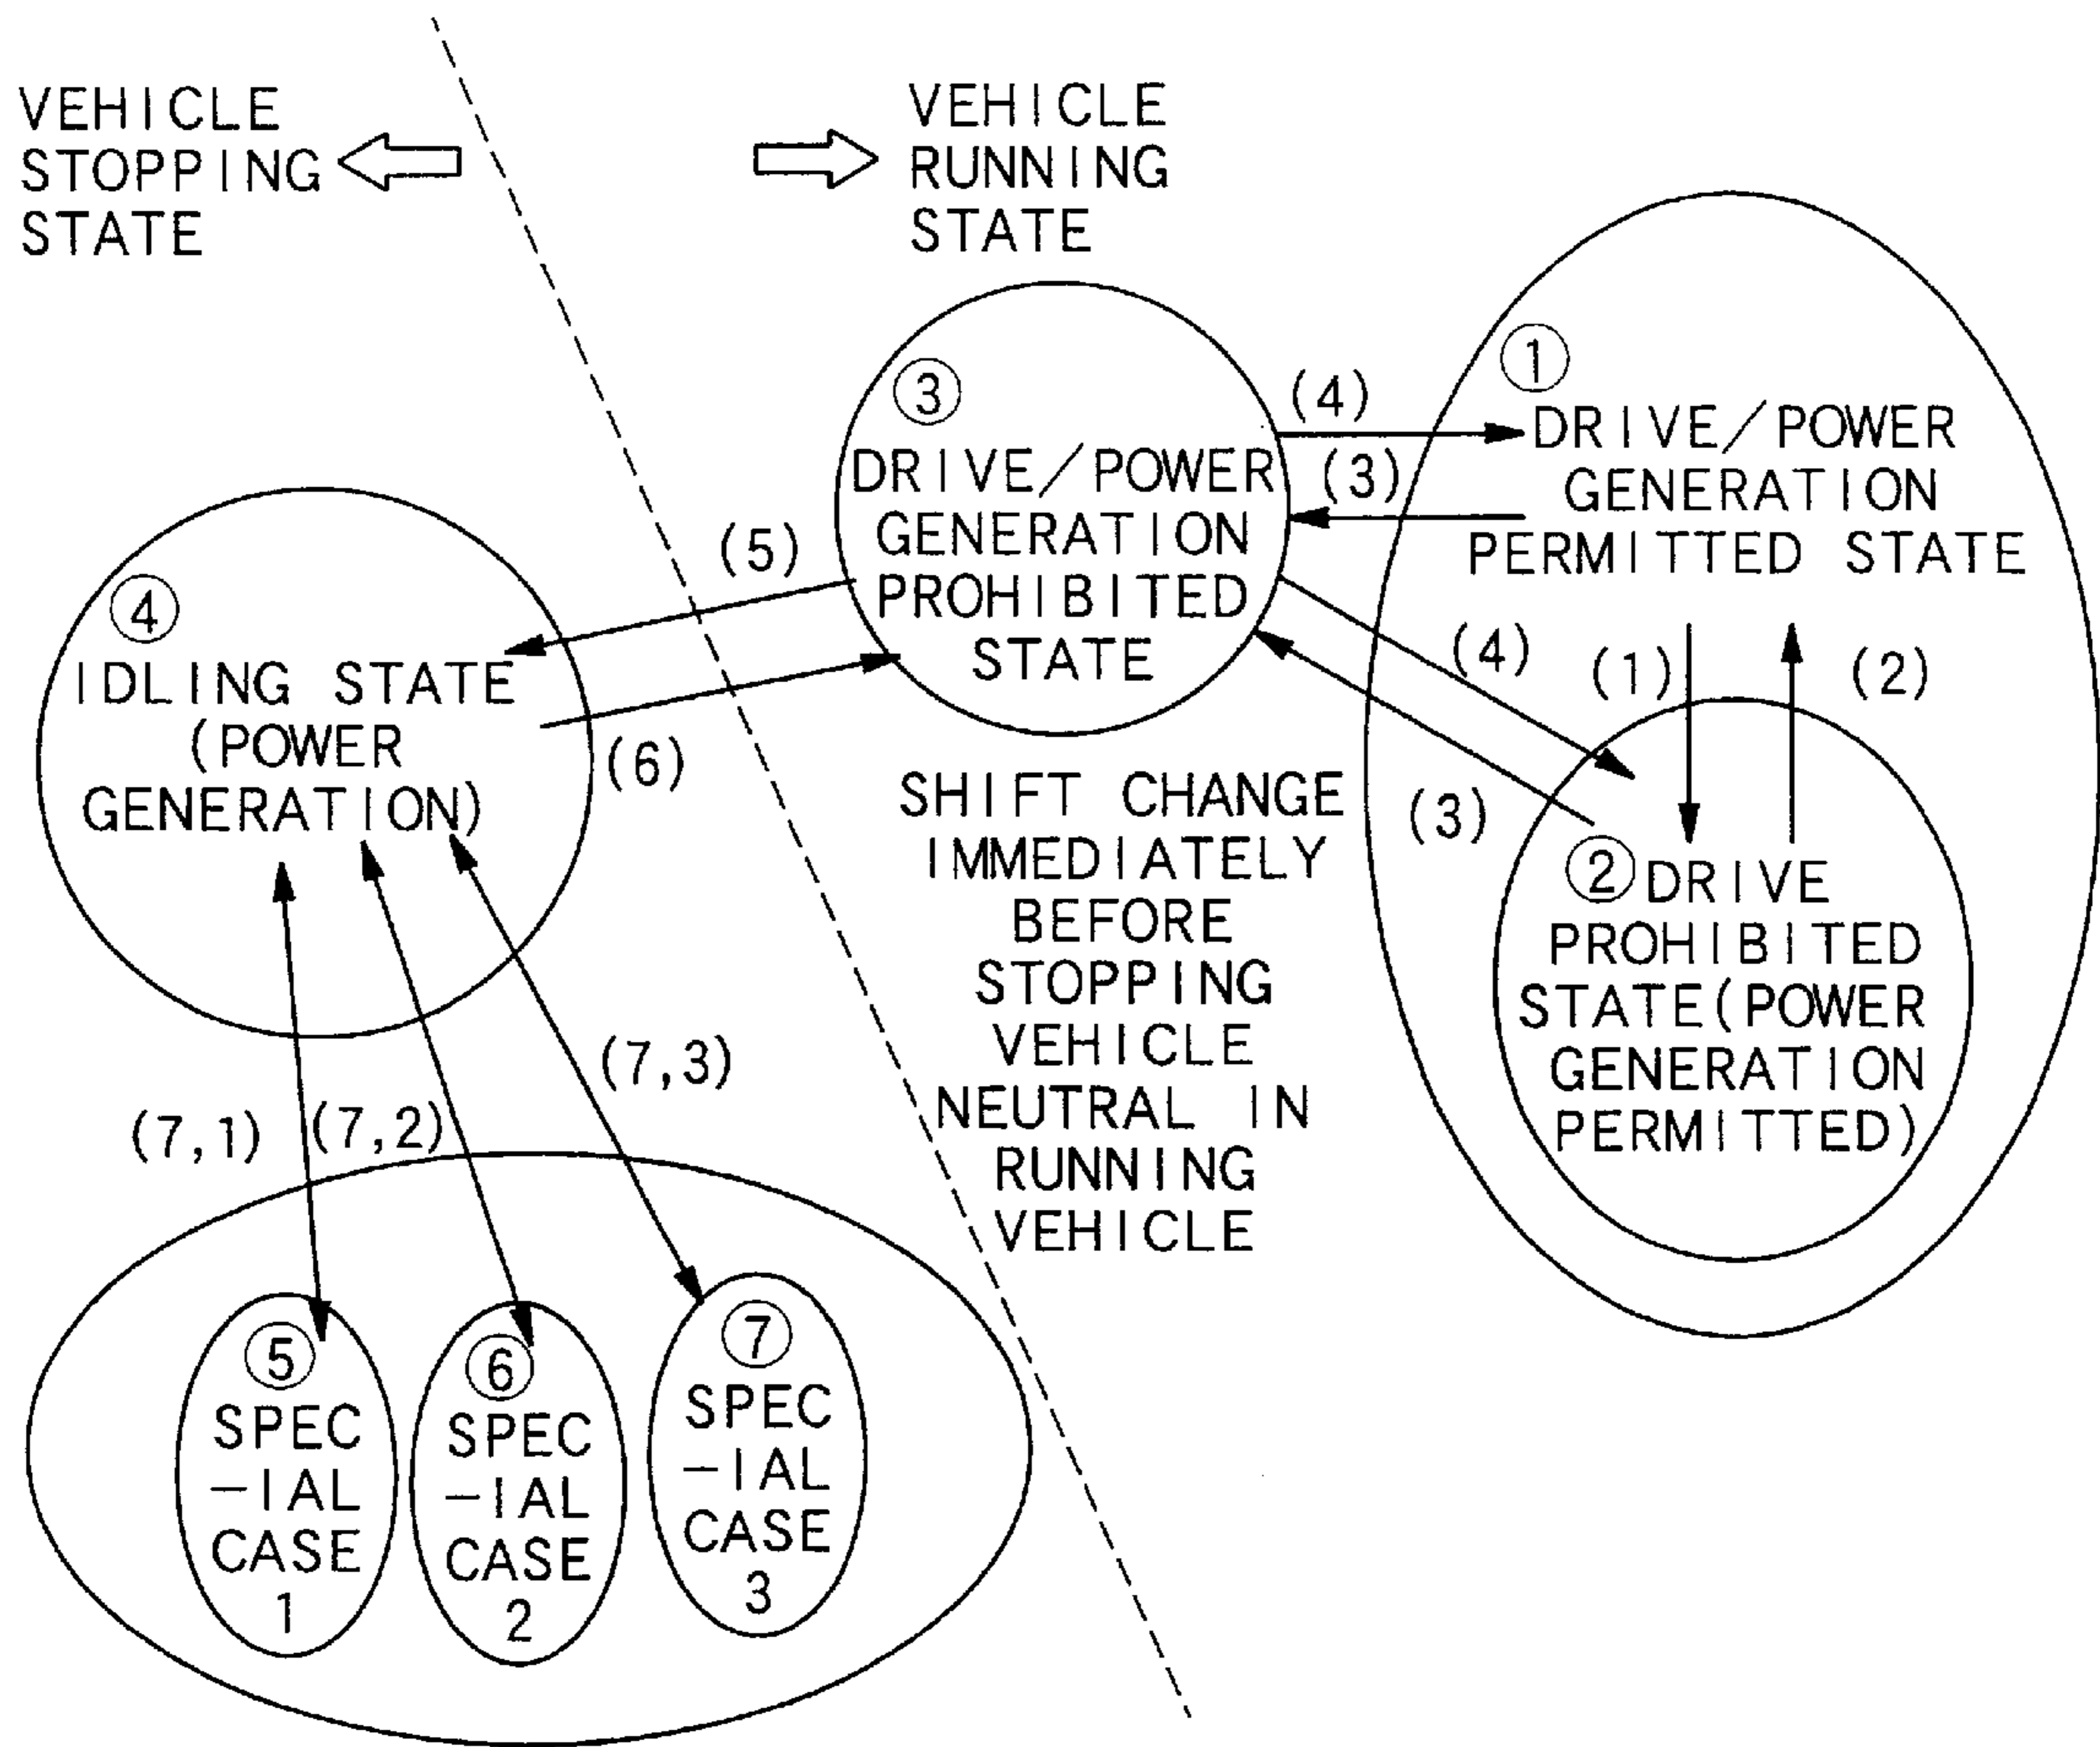 VEHICLE
STOPPING
STATE
VEHICLE
RUNNING
STATE
①
DRIVE/POWER
GENERATION
PERMITTED STATE
③
DRIVE/POWER
GENERATION
PROHIBITED
STATE
(4)
(3)
(4)
(3)
(1)
(2)
②DRIVE
PROHIBITED
STATE(POWER
GENERATION
PERMITTED)
(5)
(6)
④
IDLING STATE
(POWER
GENERATION)
SHIFT CHANGE
IMMEDIATELY
BEFORE
STOPPING
VEHICLE
NEUTRAL IN
RUNNING
VEHICLE
(7,1)
(7,2)
(7,3)
⑤
SPEC
-IAL
CASE
1
⑥
SPEC
-IAL
CASE
2
⑦
SPEC
-IAL
CASE
3